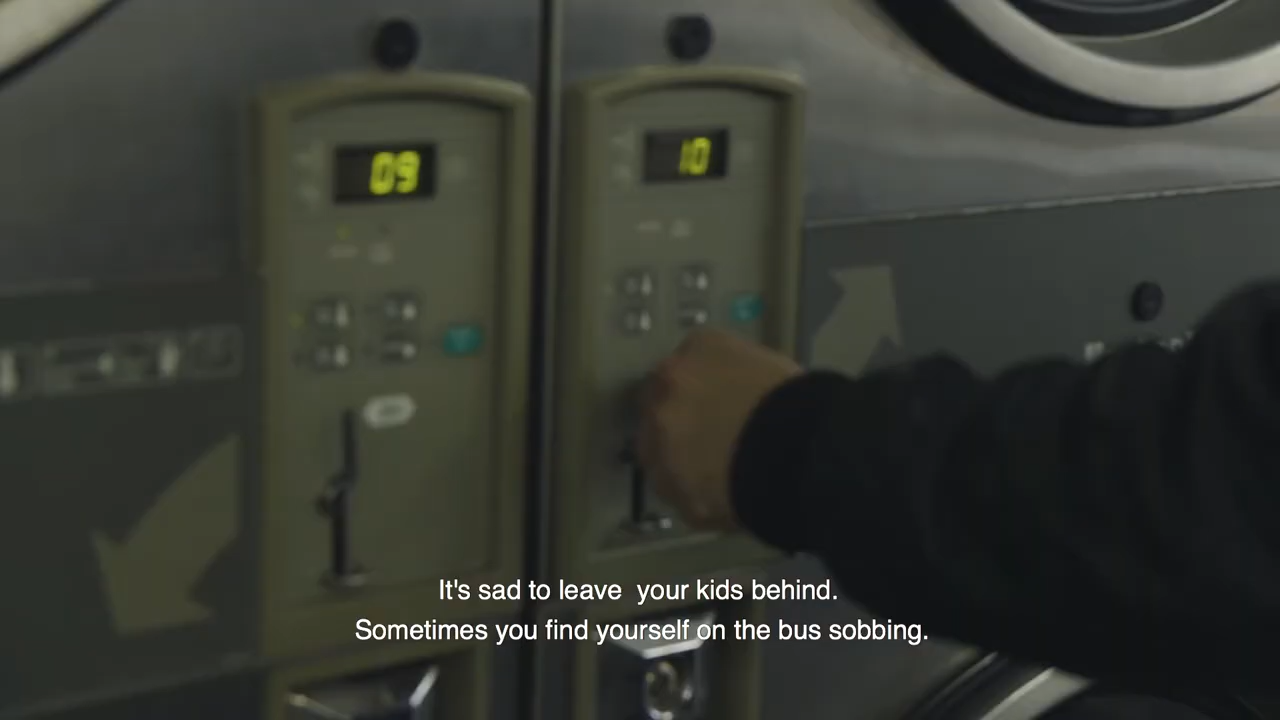 09
10
It's sad to leave  your kids behind.
Sometimes you find yourself on the bus sobbing.